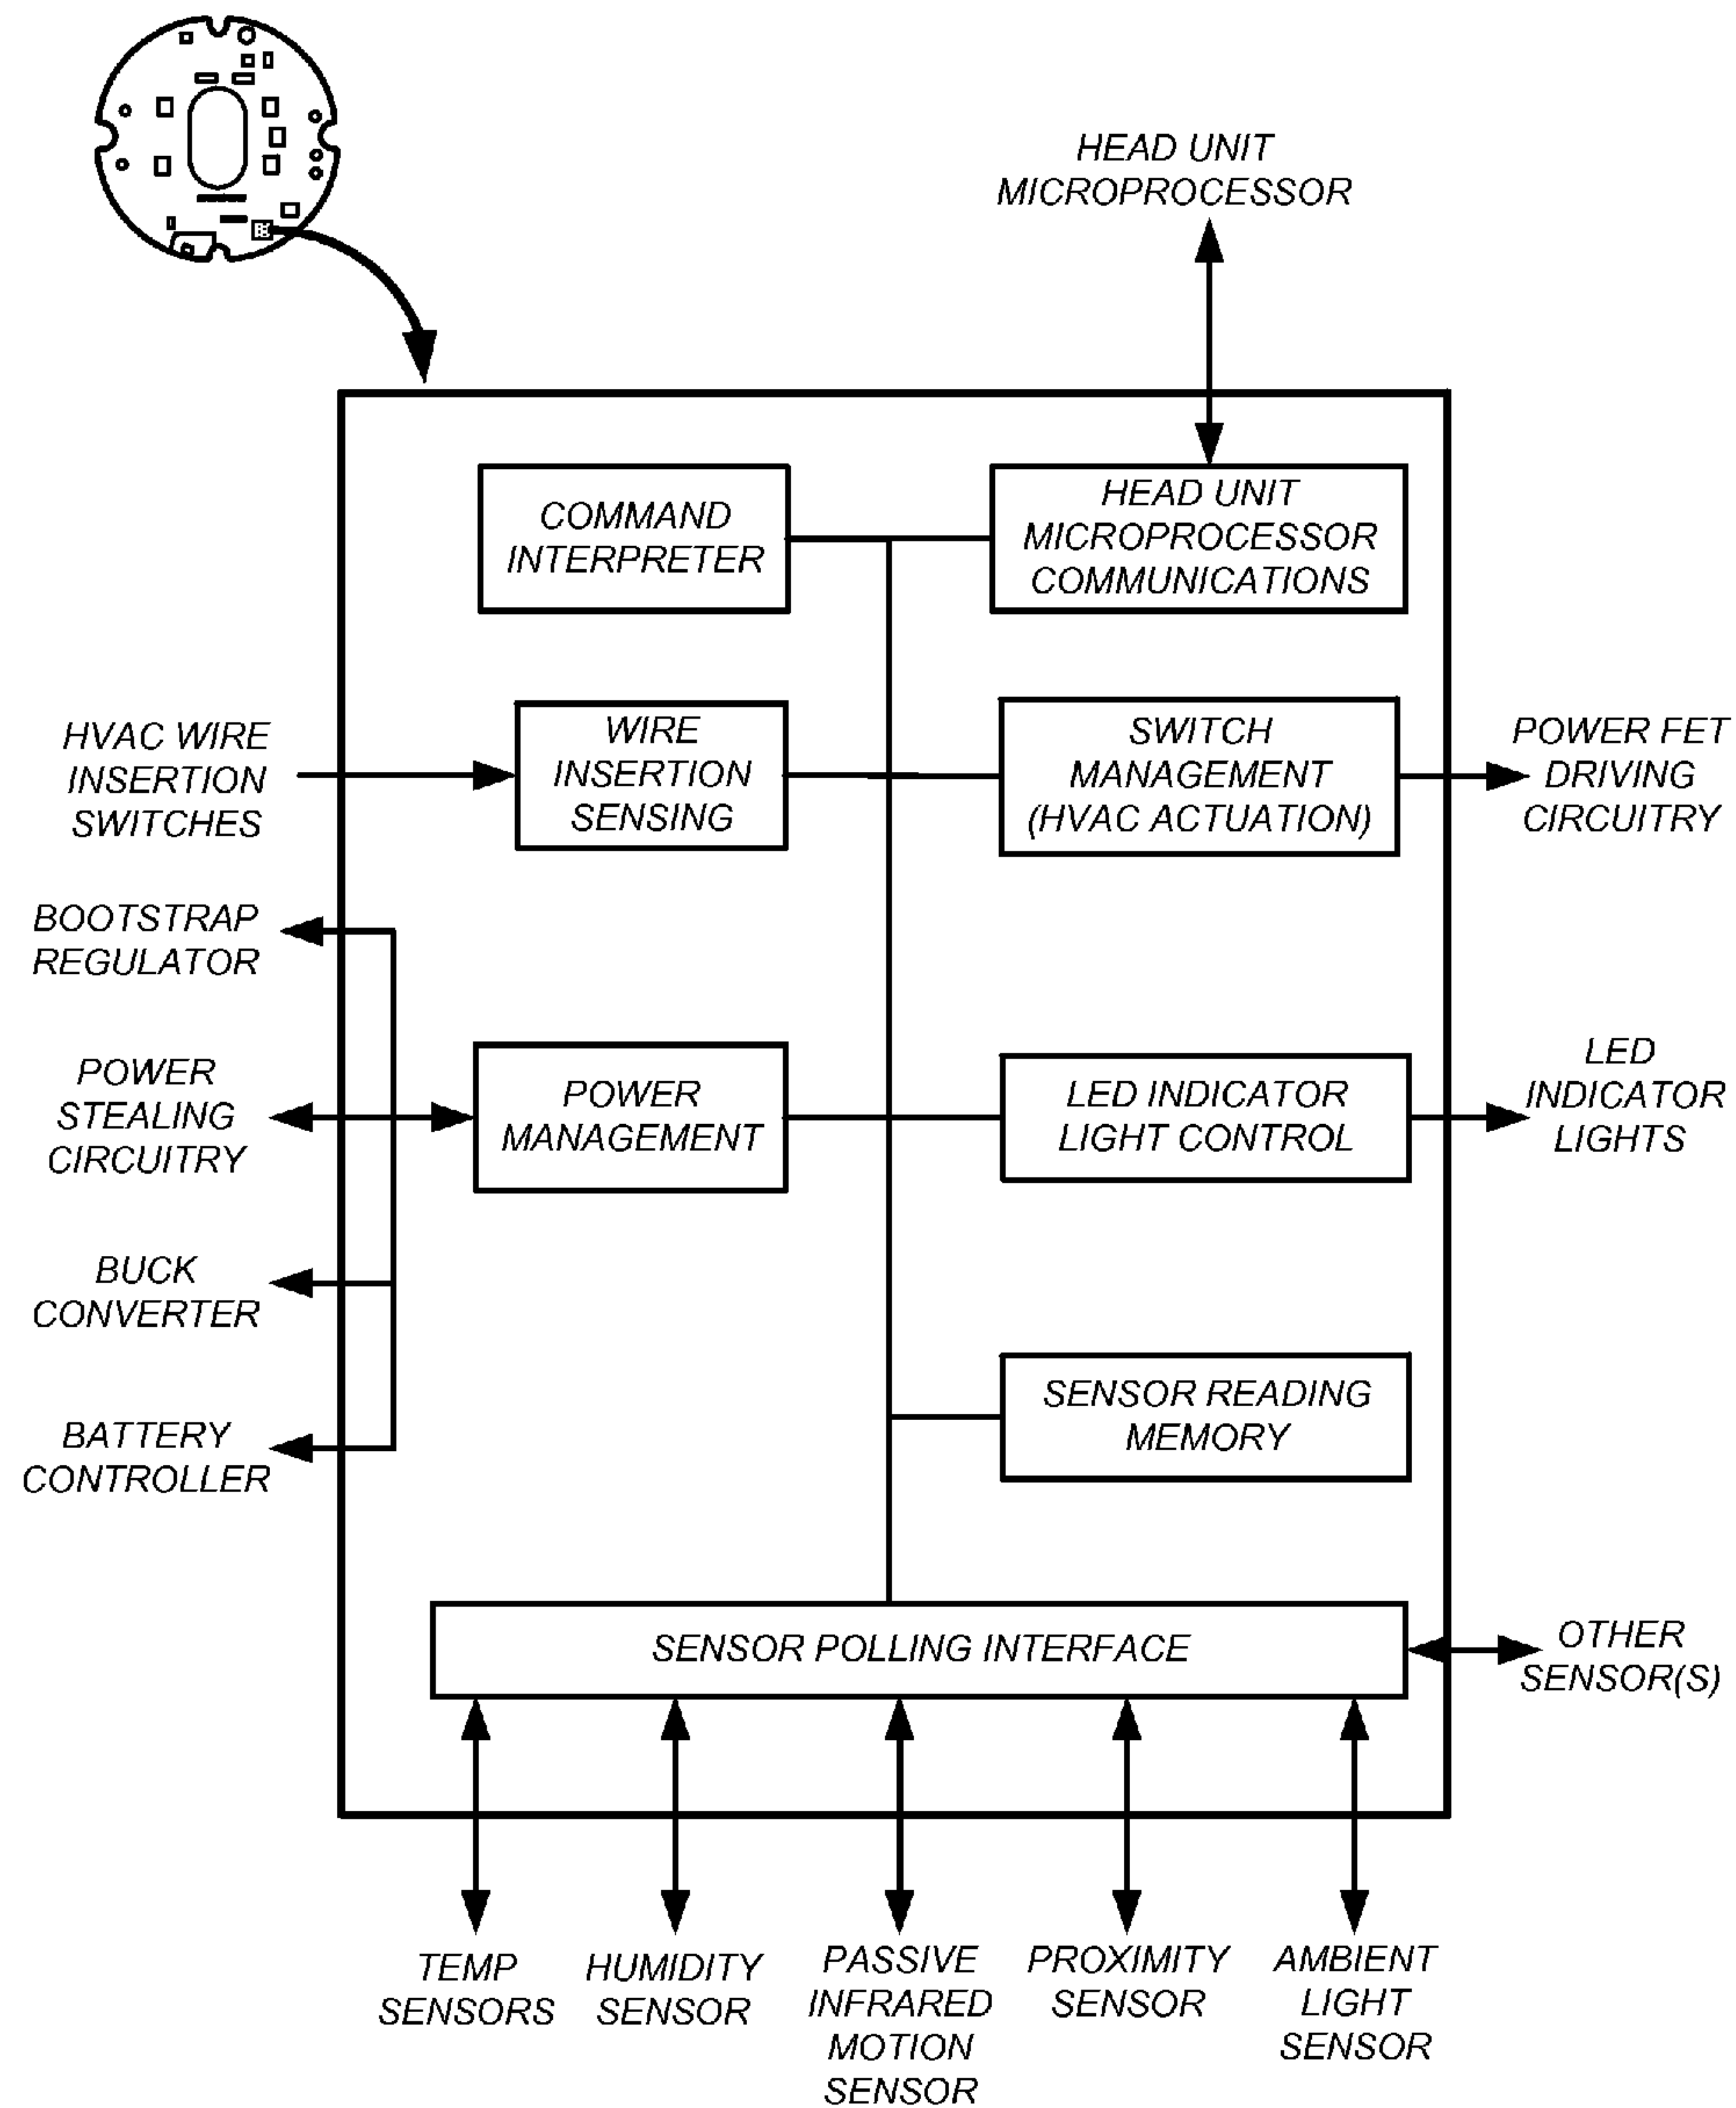 HEAD UNIT
MICROPROCESSOR
COMMAND
INTERPRETER
HEAD UNIT
MICROPROCESSOR
COMMUNICATIONS
HVAC WIRE
INSERTION
SWITCHES
WIRE
INSERTION
SENSING
SWITCH
MANAGEMENT
(HVAC ACTUATION)
POWER FET
DRIVING
CIRCUITRY
BOOTSTRAP
REGULATOR
POWER
STEALING
CIRCUITRY
POWER
MANAGEMENT
LED INDICATOR
LIGHT CONTROL
LED
INDICATOR
LIGHTS
BUCK
CONVERTER
BATTERY
CONTROLLER
SENSOR READING
MEMORY
SENSOR POLLING INTERFACE
OTHER
SENSOR(S)
TEMP
SENSORS
HUMIDITY
SENSOR
PASSIVE
INFRARED
MOTION
SENSOR
PROXIMITY
SENSOR
AMBIENT
LIGHT
SENSOR